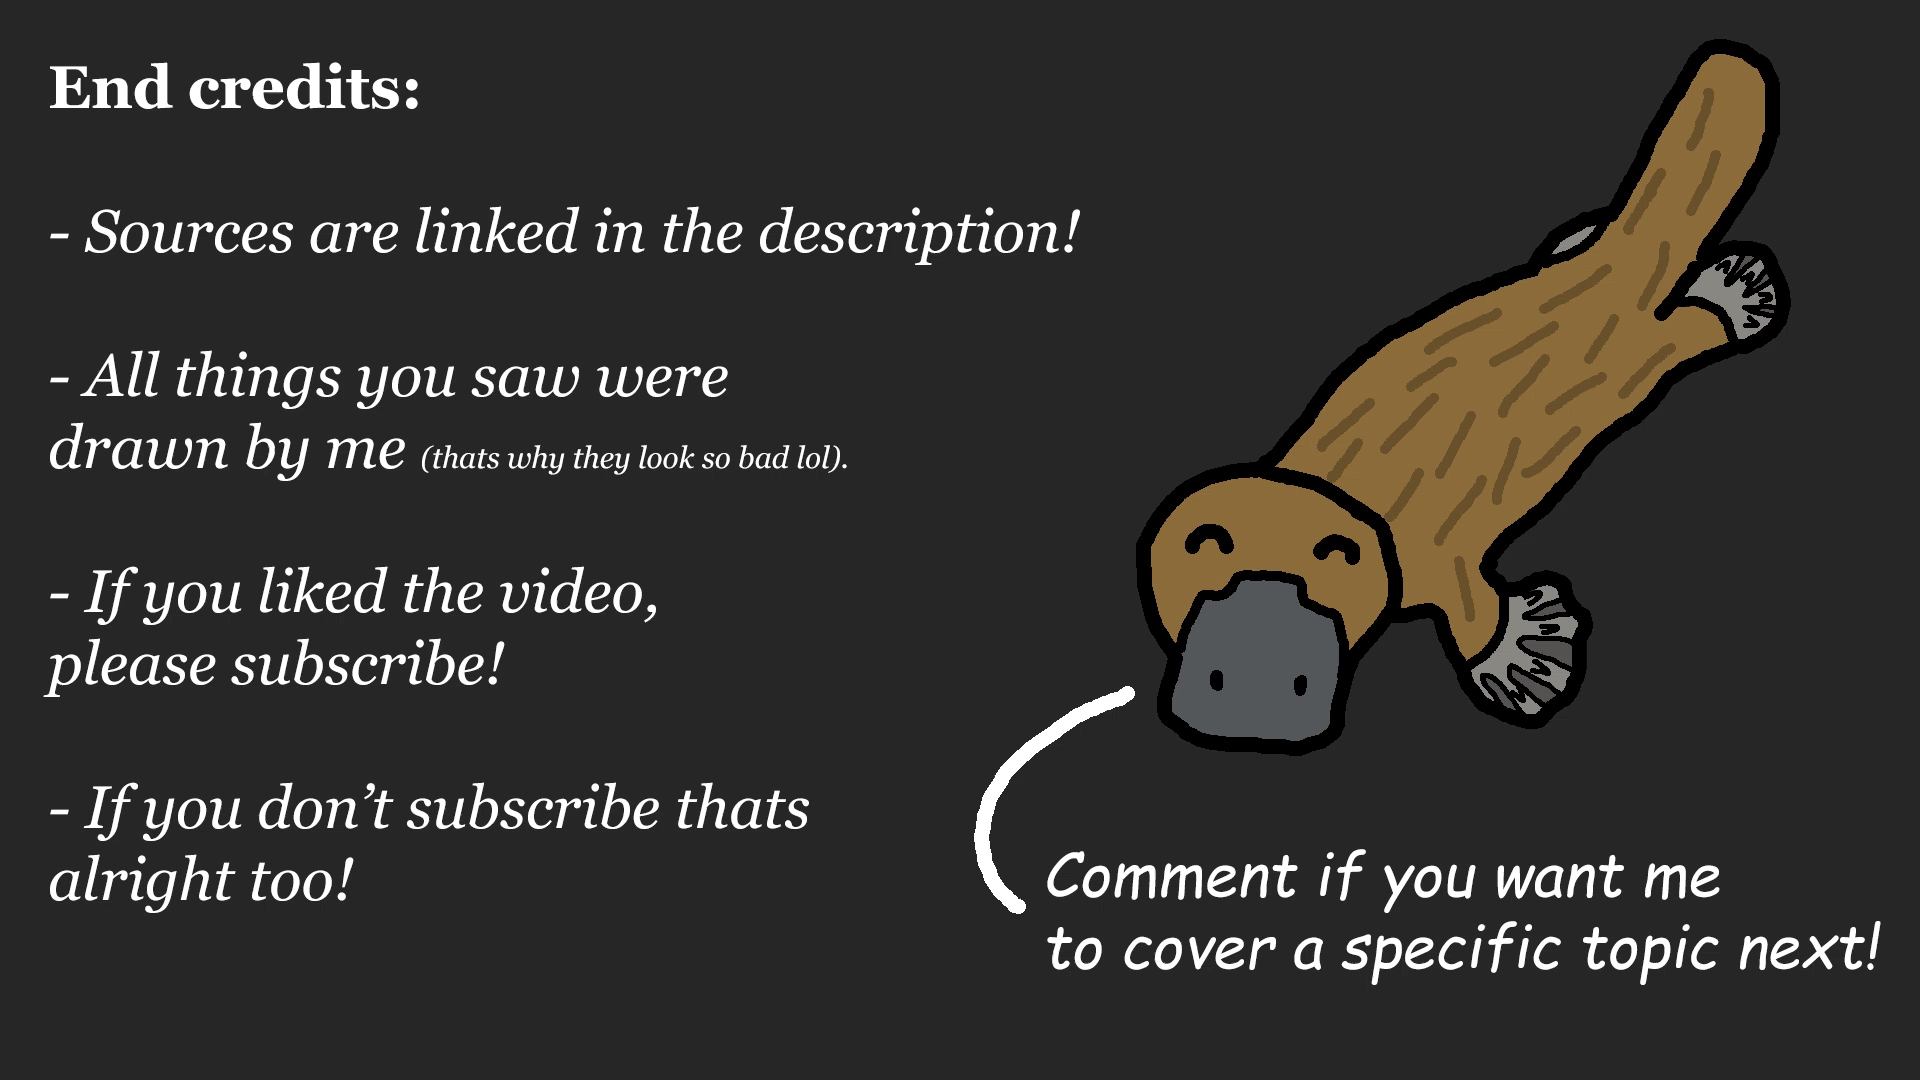 End credits:
- Sources are linked in the description!
- All things you saw were
drawn by me (thats why they look so bad lol).
- If you liked the video,
please subscribe!
- If you don’t subscribe thats
alright too!
Comment if you want me
to cover a specific topic next!